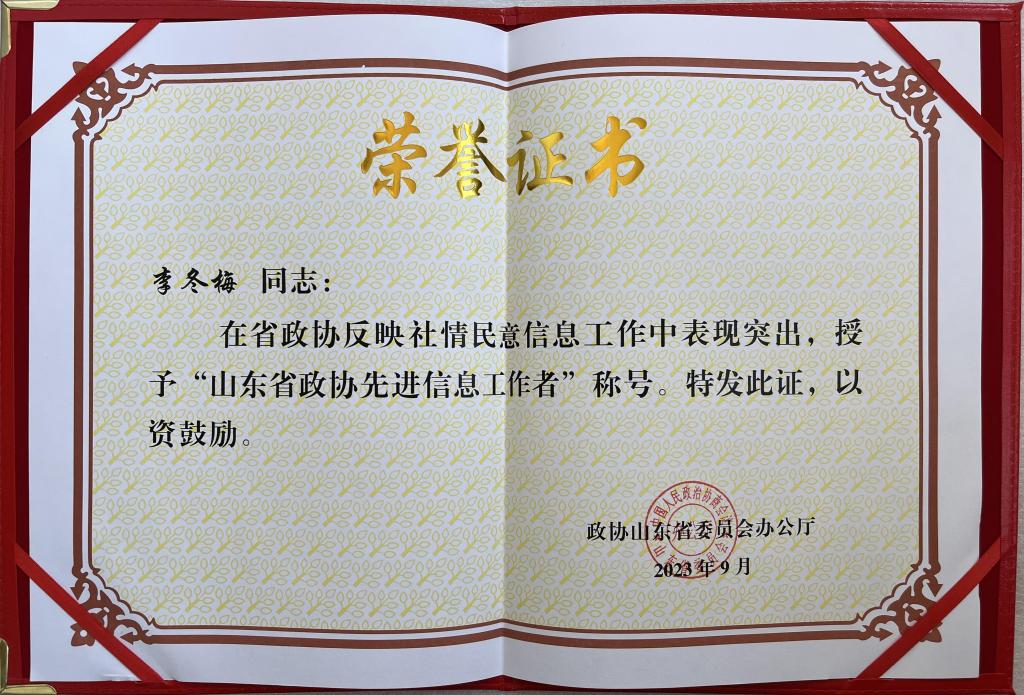 荣誉证书
李冬梅 同志：
在省政协反映社情民意信息工作中表现突出，授
予“山东省政协先进信息工作者”称号。特发此证，以
资鼓励。
政协山东省委员会办公厅
2023年9月